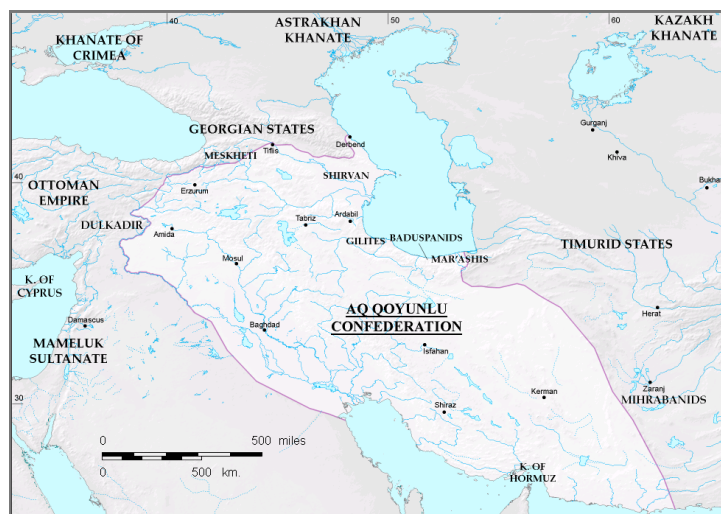 40
50
60
ASTRAKHAN
KHANATE
KAZAKH
KHANATE
KHANATE OF
CRIMEA
GEORGIAN STATES
Gurganj
Derbend
Tiflis
MESKHETI
Khiva
SHIRVAN
40
OTTOMAN
EMPIRE
Erzurum
Bukha
DULKADIR
Amida
Tabriz
Ardabil
GILITES
BADUSPANIDS
MAR'ASHIS
TIMURID STATES
Mosul
K. OF
CYPRUS
Damascus
MAMELUK
SULTANATE
Baghdad
AQ QOYUNLU
CONFEDERATION
Herat
Isfahan
Zaranj
MIHRABANIDS
Kerman
30
Shiraz
0 500 miles
0 500 km.
K. OF
HORMUZ